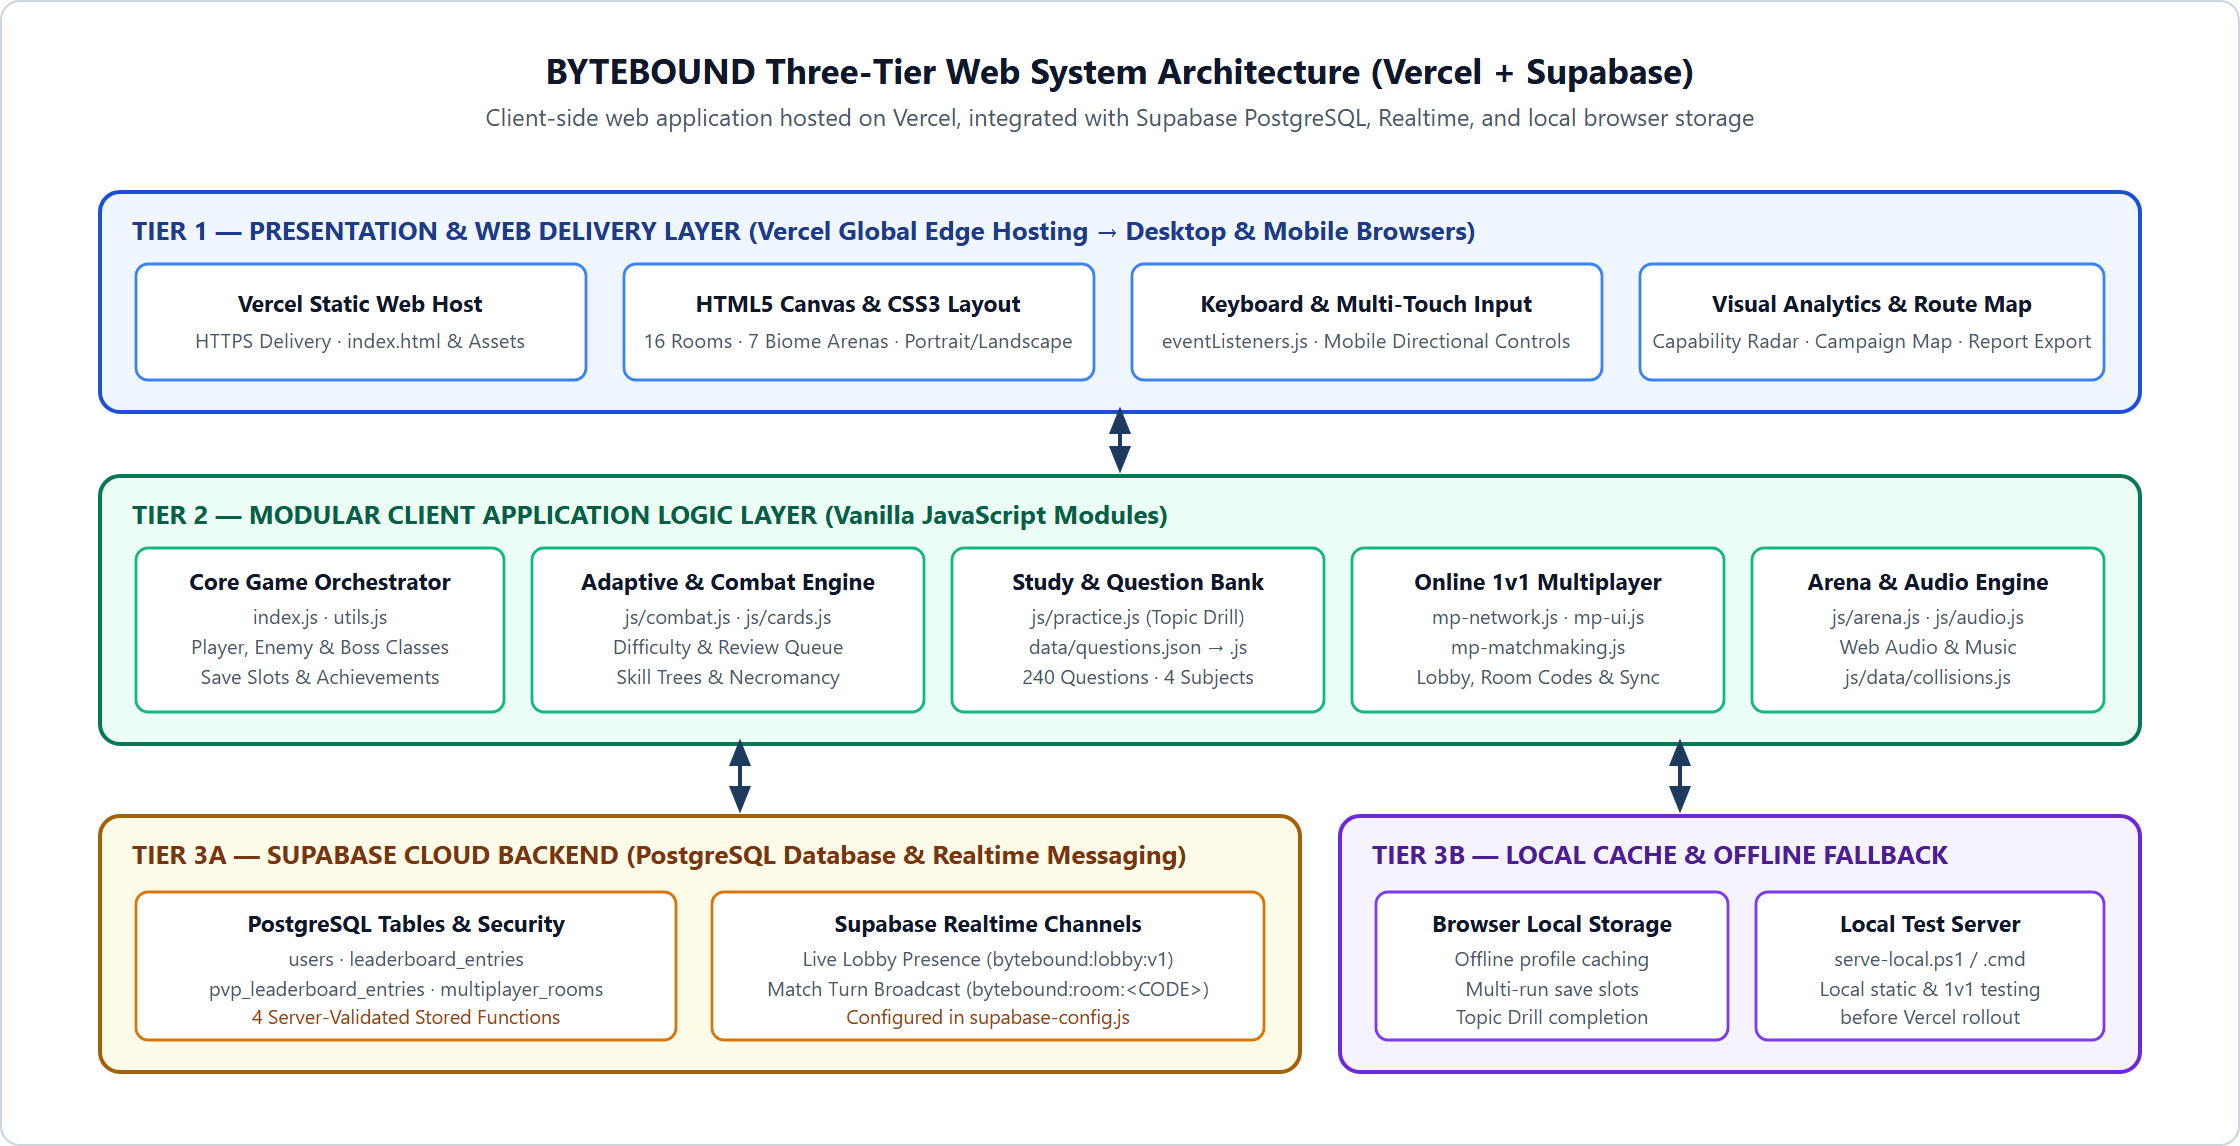 BYTEBOUND Three-Tier Web System Architecture (Vercel + Supabase)
Client-side web application hosted on Vercel, integrated with Supabase PostgreSQL, Realtime, and local browser storage
TIER 1 — PRESENTATION & WEB DELIVERY LAYER (Vercel Global Edge Hosting → Desktop & Mobile Browsers)
Vercel Static Web Host
HTTPS Delivery · index.html & Assets
HTML5 Canvas & CSS3 Layout
16 Rooms · 7 Biome Arenas · Portrait/Landscape
Keyboard & Multi-Touch Input
eventListeners.js · Mobile Directional Controls
Visual Analytics & Route Map
Capability Radar · Campaign Map · Report Export
TIER 2 — MODULAR CLIENT APPLICATION LOGIC LAYER (Vanilla JavaScript Modules)
Core Game Orchestrator
index.js · utils.js
Player, Enemy & Boss Classes
Save Slots & Achievements
Adaptive & Combat Engine
js/combat.js · js/cards.js
Difficulty & Review Queue
Skill Trees & Necromancy
Study & Question Bank
js/practice.js (Topic Drill)
data/questions.json → .js
240 Questions · 4 Subjects
Online 1v1 Multiplayer
mp-network.js · mp-ui.js
mp-matchmaking.js
Lobby, Room Codes & Sync
Arena & Audio Engine
js/arena.js · js/audio.js
Web Audio & Music
js/data/collisions.js
TIER 3A — SUPABASE CLOUD BACKEND (PostgreSQL Database & Realtime Messaging)
PostgreSQL Tables & Security
users · leaderboard_entries
pvp_leaderboard_entries · multiplayer_rooms
4 Server-Validated Stored Functions
Supabase Realtime Channels
Live Lobby Presence (bytebound:lobby:v1)
Match Turn Broadcast (bytebound:room:<CODE>)
Configured in supabase-config.js
TIER 3B — LOCAL CACHE & OFFLINE FALLBACK
Browser Local Storage
Offline profile caching
Multi-run save slots
Topic Drill completion
Local Test Server
serve-local.ps1 / .cmd
Local static & 1v1 testing
before Vercel rollout